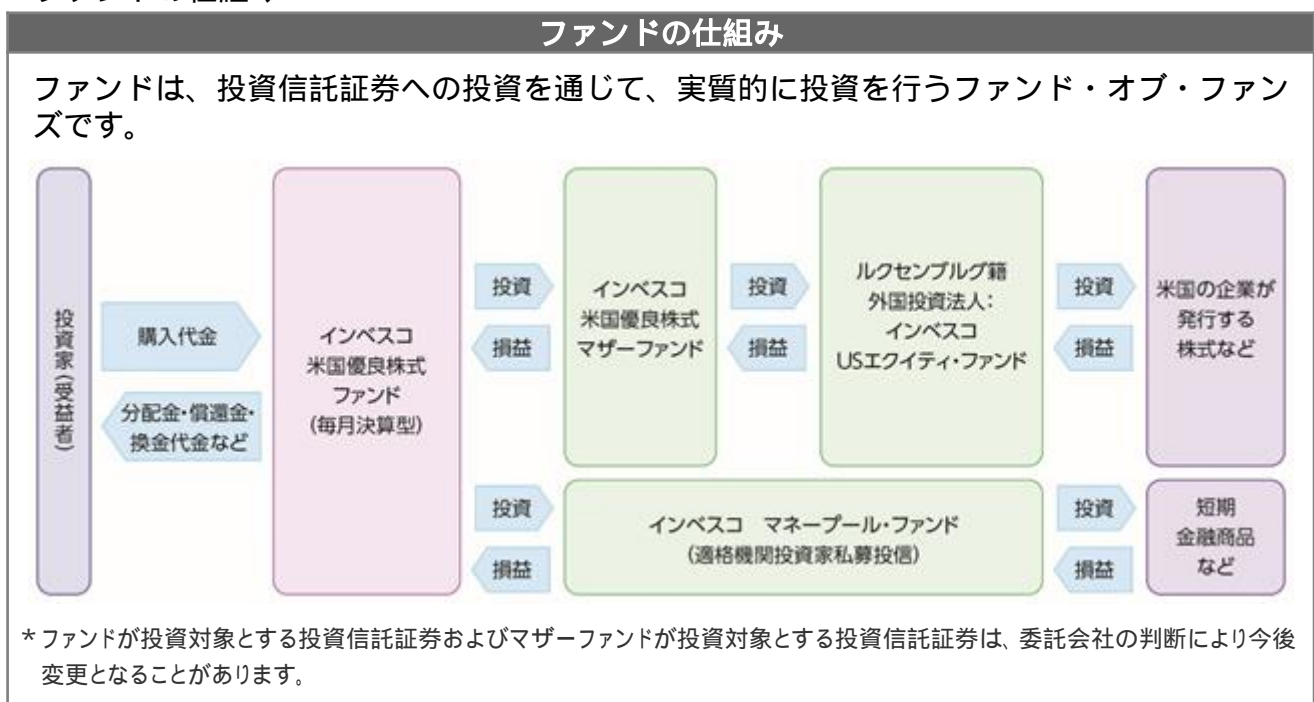 ファンドの仕組み
ファンドは、投資信託証券への投資を通じて、実質的に投資を行うファンド・オブ・ファン
ズです。
投資家（受益者）
購入代金
分配金・償還金・
換金代金など
インベスコ
米国優良株式
ファンド
（毎月決算型）
投資
損益
インベスコ
米国優良株式
マザーファンド
投資
損益
ルクセンブルグ籍
外国投資法人：
インベスコ
USエクイティ・ファンド
投資
損益
米国の企業が
発行する
株式など
投資
損益
インベスコ　マネープール・ファンド
（適格機関投資家私募投信）
投資
損益
短期
金融商品
など
＊ファンドが投資対象とする投資信託証券およびマザーファンドが投資対象とする投資信託証券は、委託会社の判断により今後
変更となることがあります。